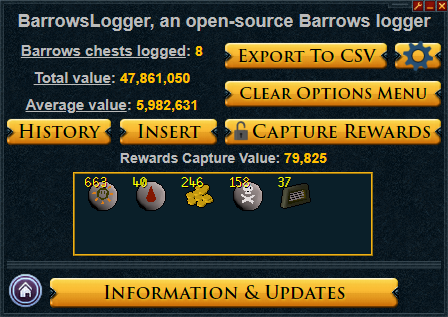 BarrowsLogger, an open-source Barrows logger
Barrows chests logged: 8
EXPORT TO CSV
Total value: 47,861,050
CLEAR OPTIONS MENU
Average value: 5,982,631
HISTORY
INSERT
CAPTURE REWARDS
Rewards Capture Value: 79,825
663 40 246 158 37
INFORMATION & UPDATES